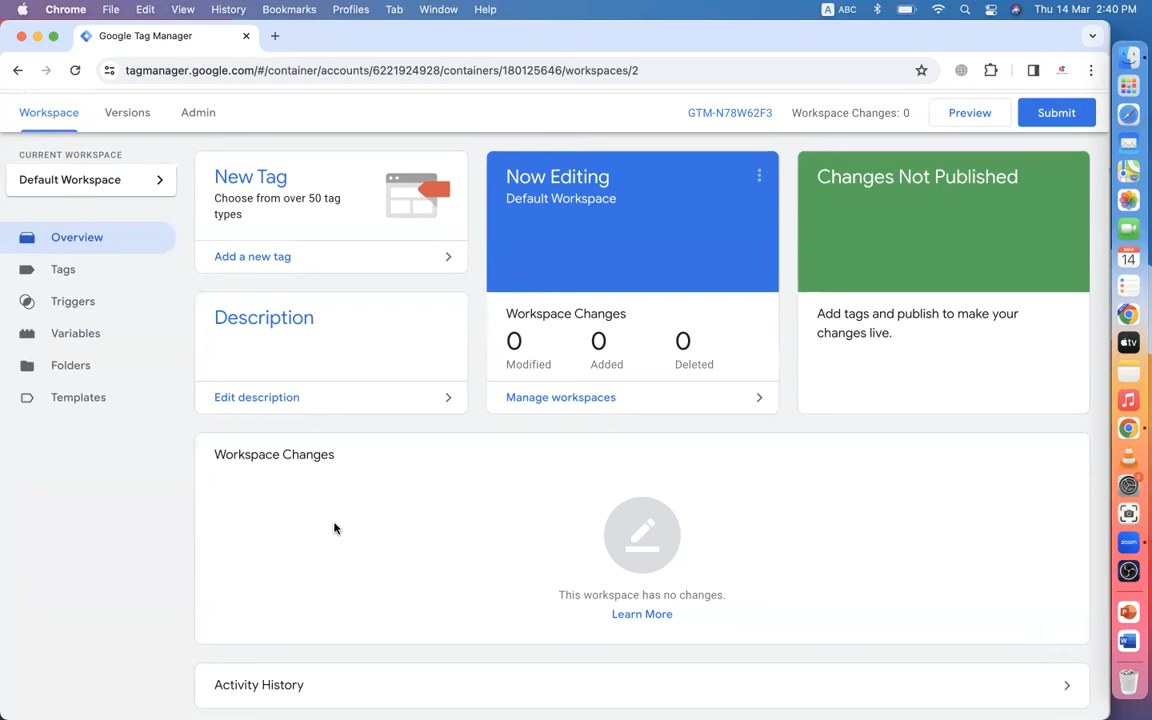 Chrome File Edit View History Bookmarks Profiles Tab Window Help A ABC Thu 14 Mar 2:40 PM
Google Tag Manager
tagmanager.google.com/#/container/accounts/6221924928/containers/180125646/workspaces/2
Workspace Versions Admin GTM-N78W62F3 Workspace Changes: 0 Preview Submit
CURRENT WORKSPACE
Default Workspace
Overview
Tags
Triggers
Variables
Folders
Templates
New Tag
Choose from over 50 tag
types
Add a new tag
Description
Edit description
Now Editing
Default Workspace
Workspace Changes
0 0 0
Modified Added Deleted
Manage workspaces
Changes Not Published
Add tags and publish to make your
changes live.
Workspace Changes
This workspace has no changes.
Learn More
Activity History
14
tv
zoom